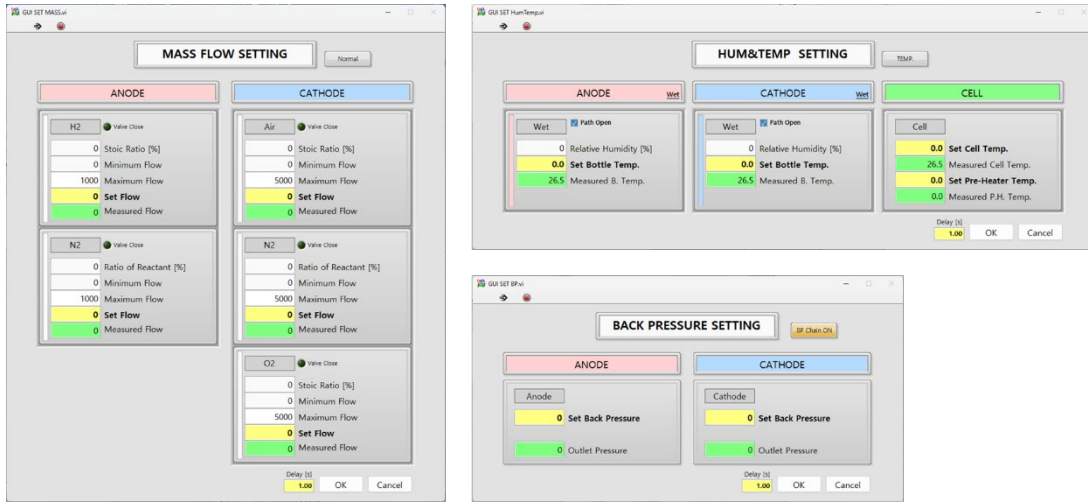 GUI SET MASS.vi
MASS FLOW SETTING
Normal
ANODE
CATHODE
H2
Valve Close
0 Stoic Ratio [%]
0 Minimum Flow
1000 Maximum Flow
0 Set Flow
0 Measured Flow
Air
Valve Close
0 Stoic Ratio [%]
0 Minimum Flow
5000 Maximum Flow
0 Set Flow
0 Measured Flow
N2
Valve Close
0 Ratio of Reactant [%]
0 Minimum Flow
1000 Maximum Flow
0 Set Flow
0 Measured Flow
N2
Valve Close
0 Ratio of Reactant [%]
0 Minimum Flow
5000 Maximum Flow
0 Set Flow
0 Measured Flow
O2
Valve Close
0 Stoic Ratio [%]
0 Minimum Flow
5000 Maximum Flow
0 Set Flow
0 Measured Flow
Delay [s]
1.00 OK Cancel
GUI SET HumTemp.vi
HUM&TEMP SETTING
TEMP.
ANODE Wet
CATHODE Wet
CELL
Wet
Path Open
0 Relative Humidity [%]
0.0 Set Bottle Temp.
26.5 Measured B. Temp.
Wet
Path Open
0 Relative Humidity [%]
0.0 Set Bottle Temp.
26.5 Measured B. Temp.
Cell
0.0 Set Cell Temp.
26.5 Measured Cell Temp.
0.0 Set Pre-Heater Temp.
0.0 Measured P.H. Temp.
Delay [s]
1.00 OK Cancel
GUI SET BP.vi
BACK PRESSURE SETTING
BP Chain ON
ANODE
CATHODE
Anode
0 Set Back Pressure
0 Outlet Pressure
Cathode
0 Set Back Pressure
0 Outlet Pressure
Delay [s]
1.00 OK Cancel